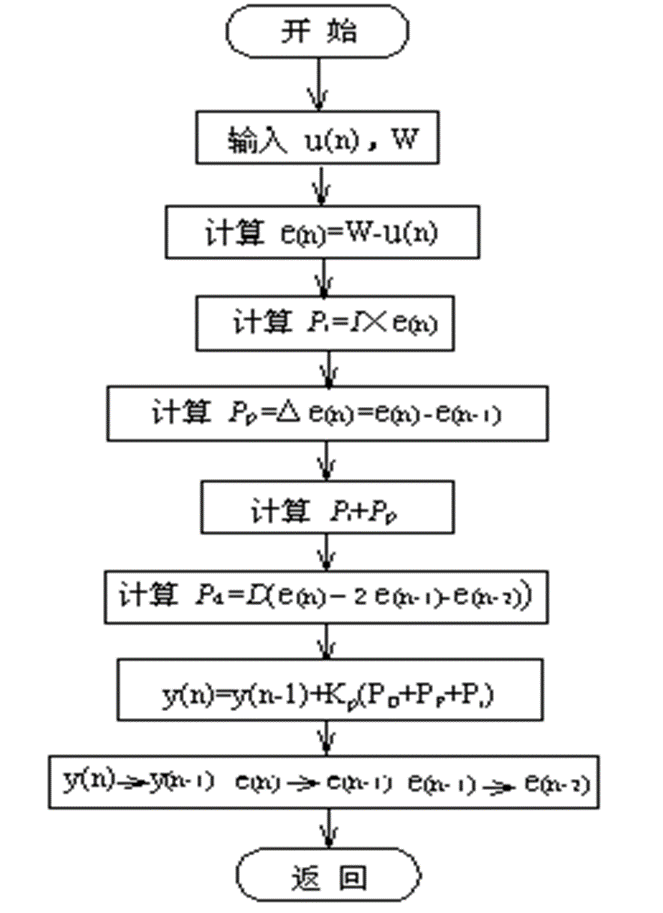 开 始
输入 u(n)，W
计算 e(n)=W-u(n)
计算 Pi=I×e(n)
计算 Pp=△ e(n)=e(n)-e(n-1)
计算 Pi+Pp
计算 Pd=D(e(n)-2 e(n-1)-e(n-2))
y(n)=y(n-1)+Kp(PD+PP+Pi)
y(n)→y(n-1) e(n)→e(n-1) e(n-1)→e(n-2)
返 回